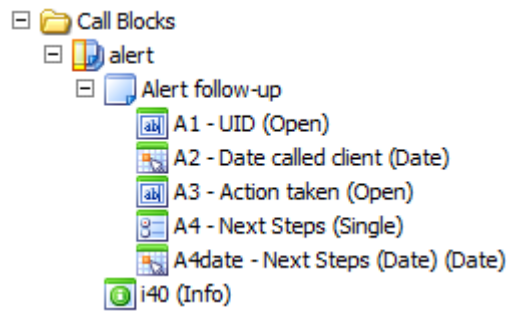 Call Blocks
alert
Alert follow-up
A1 - UID (Open)
A2 - Date called client (Date)
A3 - Action taken (Open)
A4 - Next Steps (Single)
A4date - Next Steps (Date) (Date)
i40 (Info)